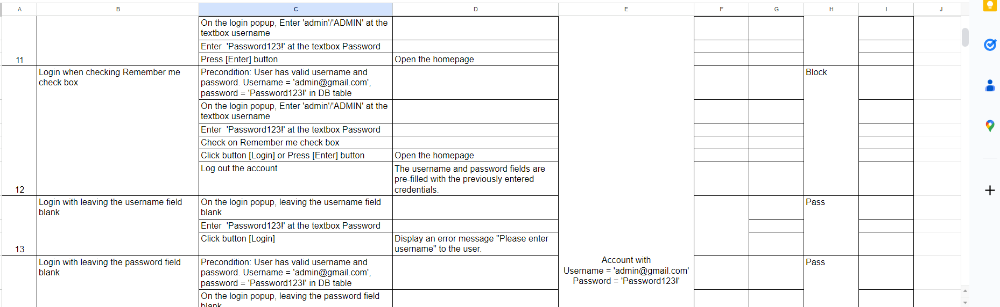 A B C D E F G H I J
On the login popup, Enter 'admin'/'ADMIN' at the
textbox username
Enter  'Password123!' at the textbox Password
11
Press [Enter] button
Open the homepage
Login when checking Remember me
check box
Precondition: User has valid username and
password. Username = 'admin@gmail.com',
password = 'Password123!' in DB table
Block
On the login popup, Enter 'admin'/'ADMIN' at the
textbox username
Enter  'Password123!' at the textbox Password
Check on Remember me check box
Click button [Login] or Press [Enter] button
Open the homepage
12
Log out the account
The username and password fields are
pre-filled with the previously entered
credentials.
Login with leaving the username field
blank
On the login popup, leaving the username field
blank
Pass
Enter  'Password123!' at the textbox Password
13
Click button [Login]
Display an error message "Please enter
username" to the user.
Login with leaving the password field
blank
Precondition: User has valid username and
password. Username = 'admin@gmail.com',
password = 'Password123!' in DB table
Account with
Username = 'admin@gmail.com'
Password = 'Password123!'
Pass
On the login popup, leaving the password field
blank